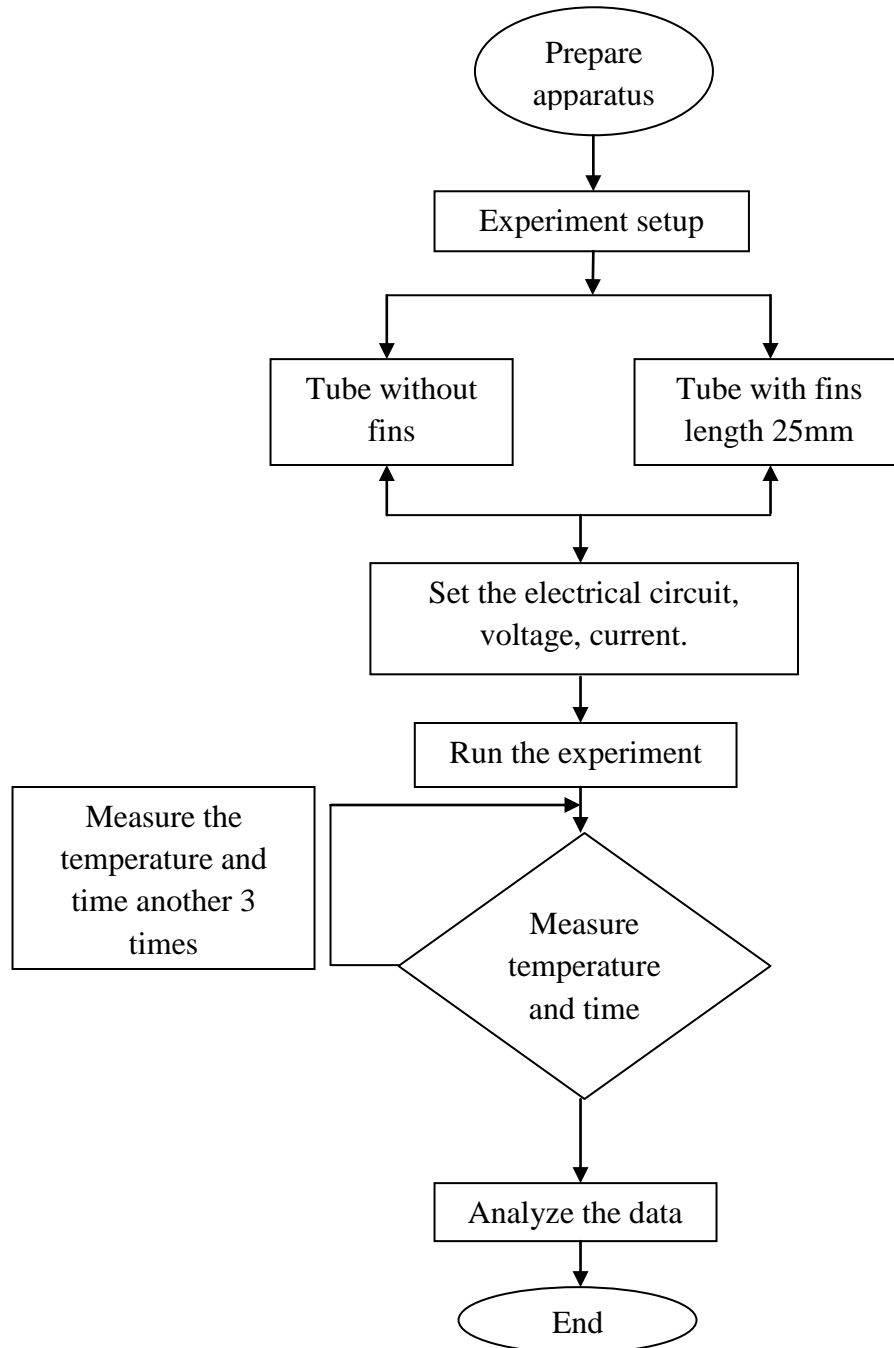 Prepare
apparatus
Experiment setup
Tube without
fins
Tube with fins
length 25mm
Set the electrical circuit,
voltage, current.
Run the experiment
Measure the
temperature and
time another 3
times
Measure
temperature
and time
Analyze the data
End